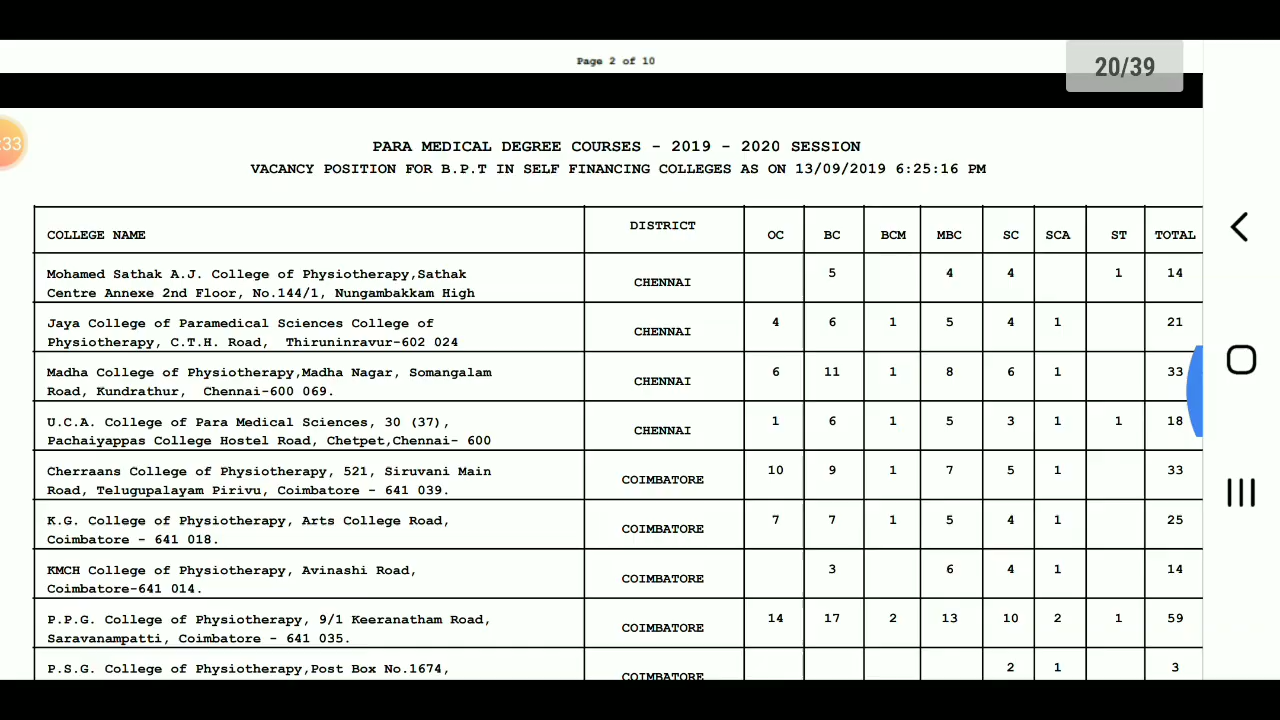 Page 2 of 10
20/39
:33
PARA MEDICAL DEGREE COURSES - 2019 - 2020 SESSION
VACANCY POSITION FOR B.P.T IN SELF FINANCING COLLEGES AS ON 13/09/2019 6:25:16 PM
COLLEGE NAME DISTRICT OC BC BCM MBC SC SCA ST TOTAL
Mohamed Sathak A.J. College of Physiotherapy,Sathak
Centre Annexe 2nd Floor, No.144/1, Nungambakkam High CHENNAI 5 4 4 1 14
Jaya College of Paramedical Sciences College of
Physiotherapy, C.T.H. Road, Thiruninravur-602 024 CHENNAI 4 6 1 5 4 1 21
Madha College of Physiotherapy,Madha Nagar, Somangalam
Road, Kundrathur, Chennai-600 069. CHENNAI 6 11 1 8 6 1 33
U.C.A. College of Para Medical Sciences, 30 (37),
Pachaiyappas College Hostel Road, Chetpet,Chennai- 600 CHENNAI 1 6 1 5 3 1 1 18
Cherraans College of Physiotherapy, 521, Siruvani Main
Road, Telugupalayam Pirivu, Coimbatore - 641 039. COIMBATORE 10 9 1 7 5 1 33
K.G. College of Physiotherapy, Arts College Road,
Coimbatore - 641 018. COIMBATORE 7 7 1 5 4 1 25
KMCH College of Physiotherapy, Avinashi Road,
Coimbatore-641 014. COIMBATORE 3 6 4 1 14
P.P.G. College of Physiotherapy, 9/1 Keeranatham Road,
Saravanampatti, Coimbatore - 641 035. COIMBATORE 14 17 2 13 10 2 1 59
P.S.G. College of Physiotherapy,Post Box No.1674, COIMBATORE 2 1 3